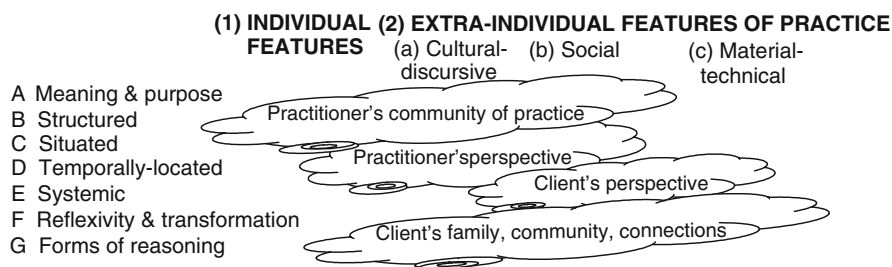 (1) INDIVIDUAL (2) EXTRA-INDIVIDUAL FEATURES OF PRACTICE
FEATURES (a) Cultural- (b) Social (c) Material-
discursive technical
A Meaning & purpose
B Structured
C Situated
D Temporally-located
E Systemic
F Reflexivity & transformation
G Forms of reasoning
Practitioner's community of practice
Practitioner'sperspective
Client's perspective
Client's family, community, connections